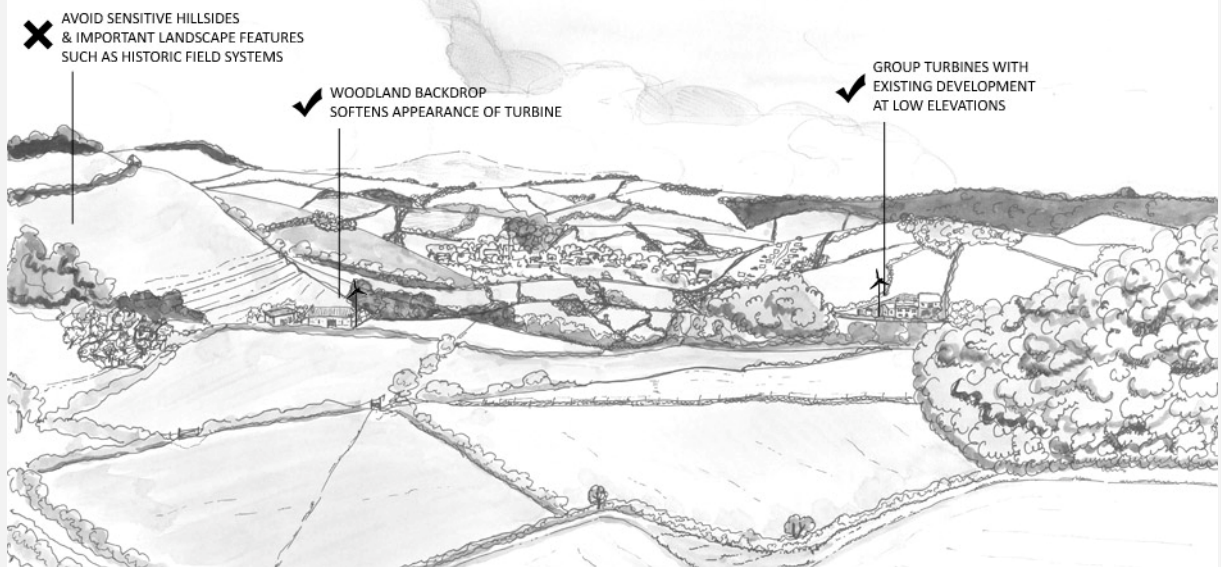 AVOID SENSITIVE HILLSIDES
& IMPORTANT LANDSCAPE FEATURES
SUCH AS HISTORIC FIELD SYSTEMS
WOODLAND BACKDROP
SOFTENS APPEARANCE OF TURBINE
GROUP TURBINES WITH
EXISTING DEVELOPMENT
AT LOW ELEVATIONS